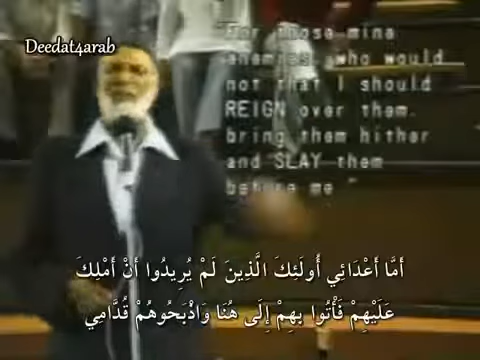 Deedat4arab
"For those mine
enemies, who would
not that I should
REIGN over them.
bring them hither
and SLAY them
before me "
أَمَّا أَعْدَائِي أُولَئِكَ الَّذِينَ لَمْ يُرِيدُوا أَنْ أَمْلِكَ
عَلَيْهِمْ فَأْتُوا بِهِمْ إِلَى هُنَا وَاذْبَحُوهُمْ قُدَّامِي